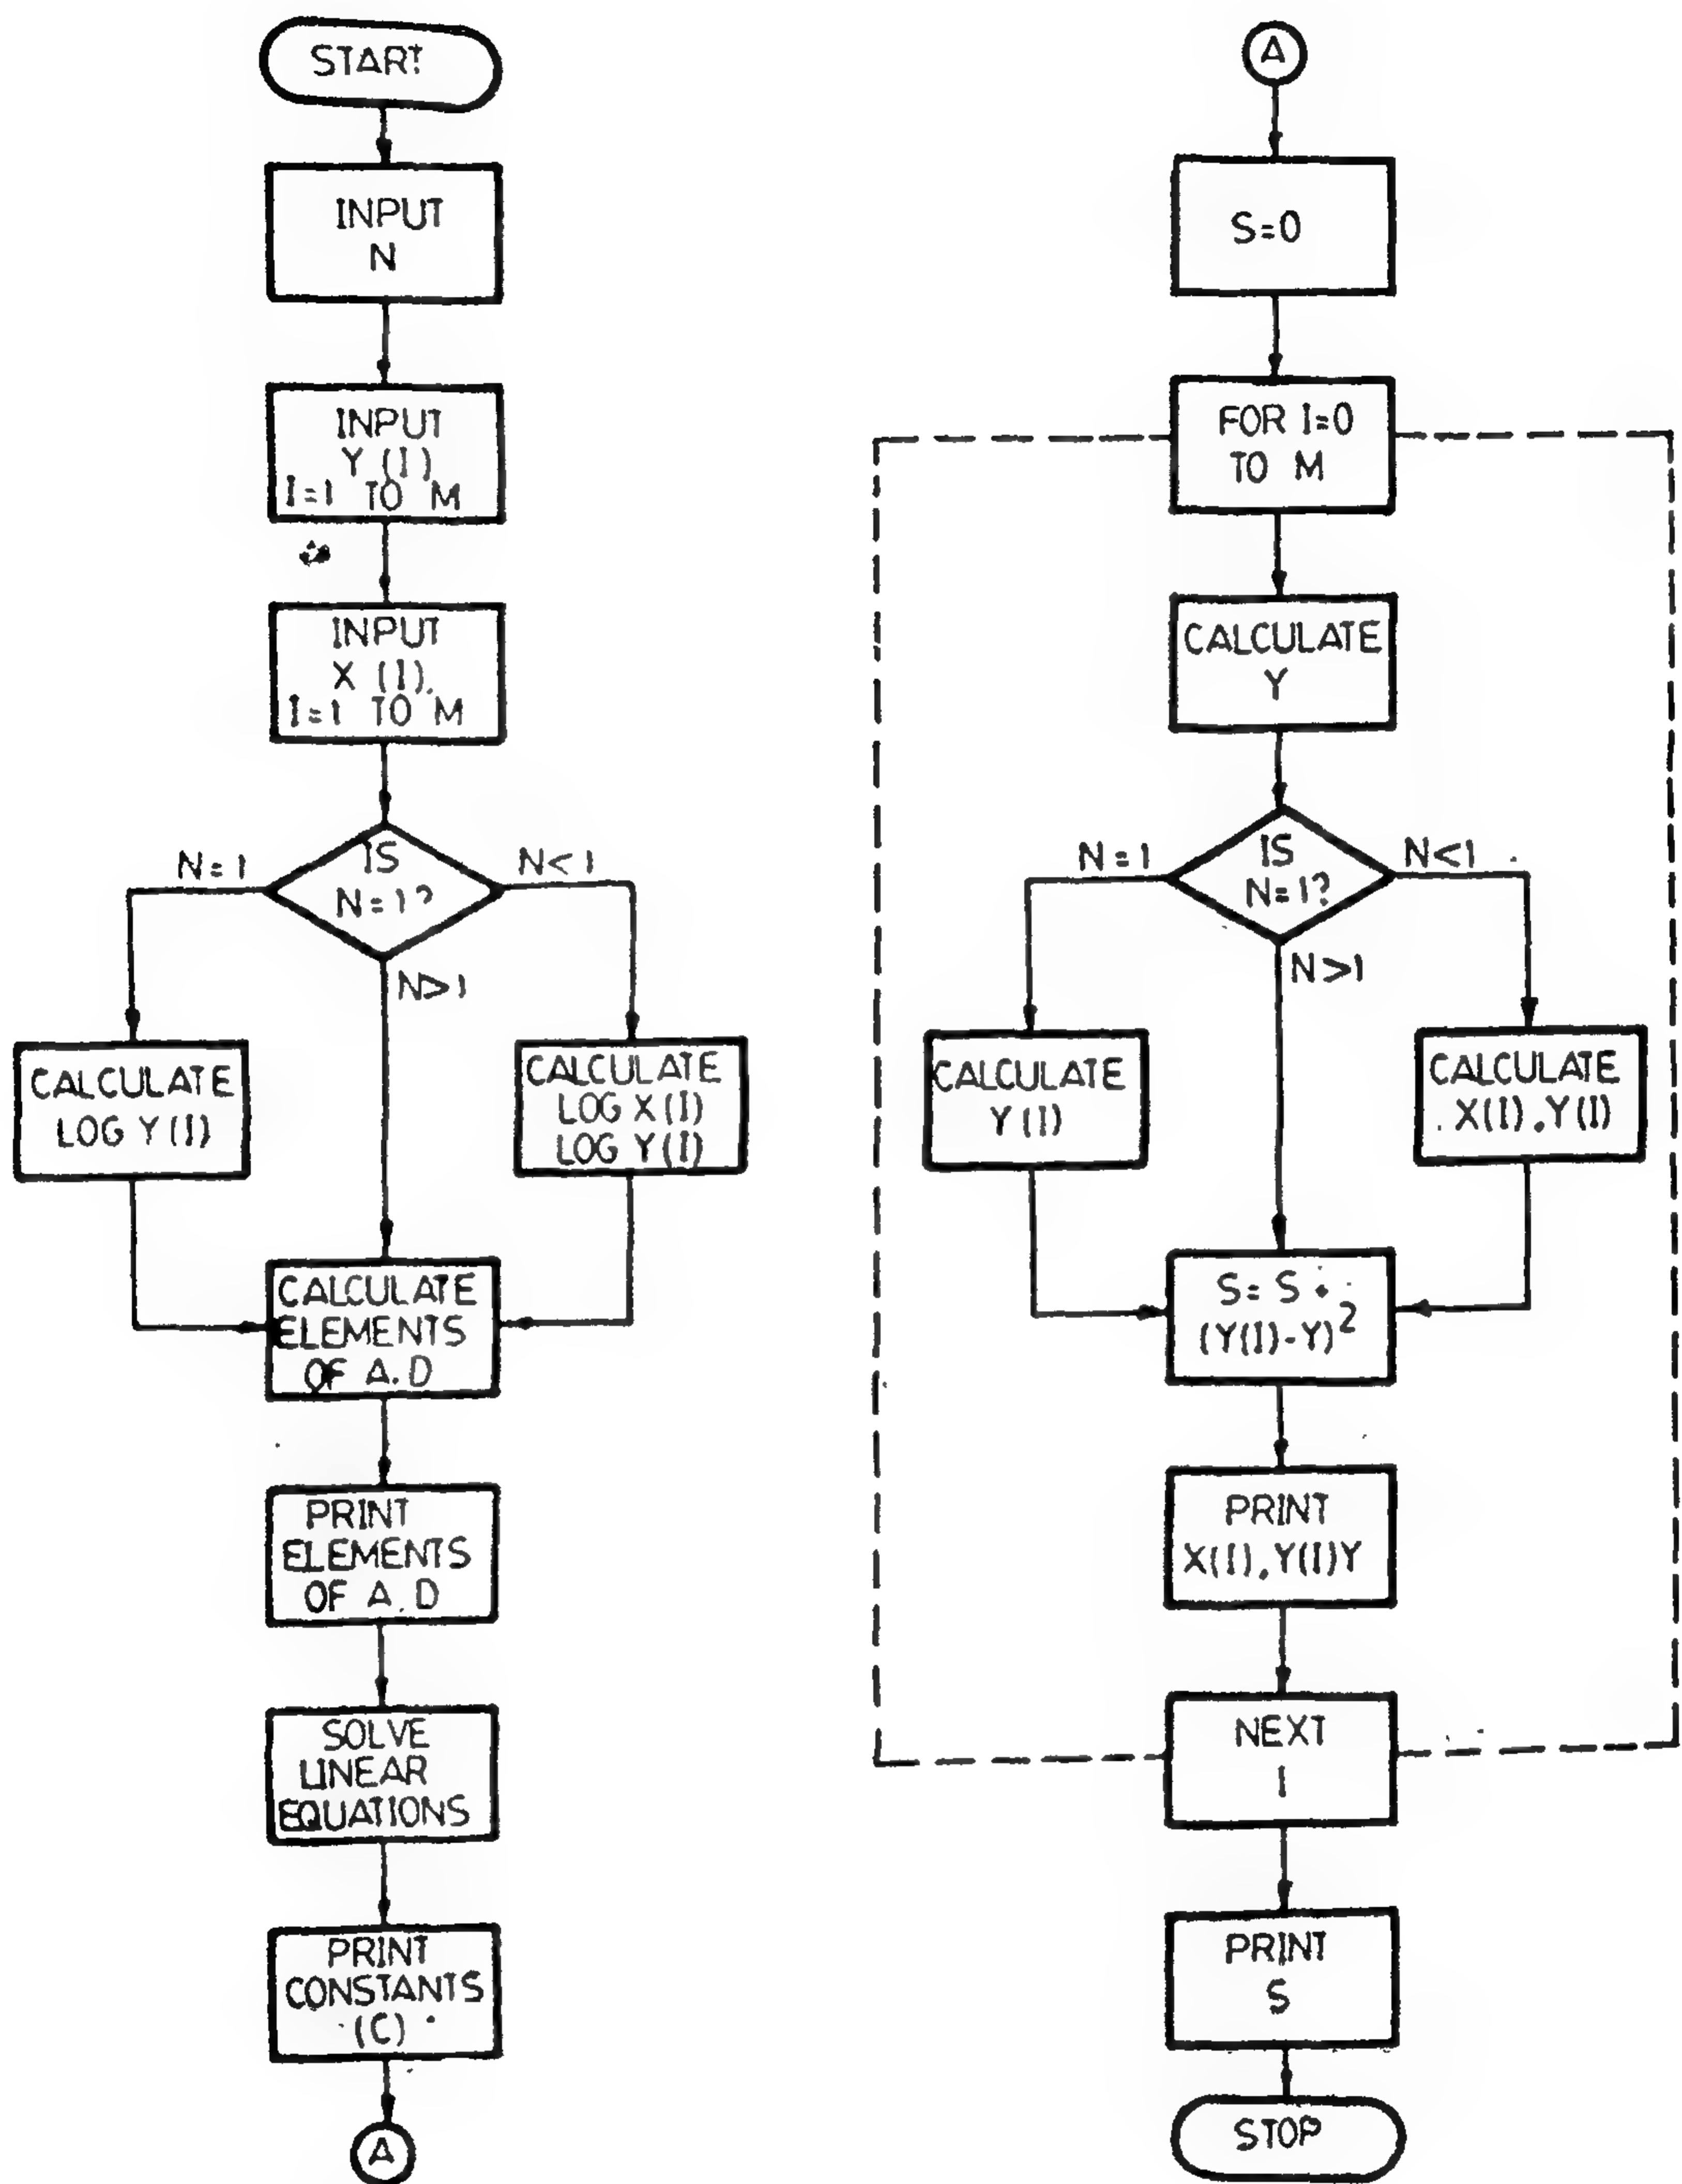 START
INPUT
N
INPUT
Y (I)
I=1 TO M
INPUT
X (I).
I=1 TO M
IS
N=1?
N=1
N<1
N>1
CALCULATE
LOG Y(I)
CALCULATE
LOG X(I)
LOG Y(I)
CALCULATE
ELEMENTS
OF A.D
PRINT
ELEMENTS
OF A.D
SOLVE
LINEAR
EQUATIONS
PRINT
CONSTANTS
(C)
A
A
S=0
FOR I=0
TO M
CALCULATE
Y
IS
N=1?
N=1
N<1
N>1
CALCULATE
Y(I)
CALCULATE
X(I).Y(I)
S= S +
(Y(I)-Y)²
PRINT
X(I).Y(I)Y
NEXT
I
PRINT
S
STOP